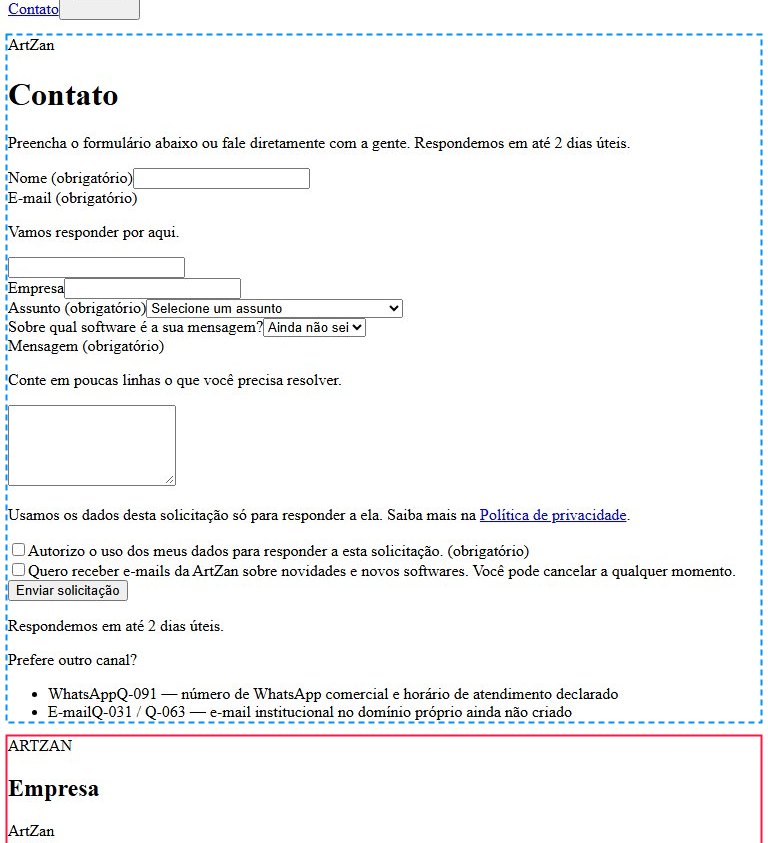 Contato
ArtZan
Contato
Preencha o formulário abaixo ou fale diretamente com a gente. Respondemos em até 2 dias úteis.
Nome (obrigatório)
E-mail (obrigatório)
Vamos responder por aqui.
Empresa
Assunto (obrigatório) Selecione um assunto
Sobre qual software é a sua mensagem? Ainda não sei
Mensagem (obrigatório)
Conte em poucas linhas o que você precisa resolver.
Usamos os dados desta solicitação só para responder a ela. Saiba mais na Política de privacidade.
Autorizo o uso dos meus dados para responder a esta solicitação. (obrigatório)
Quero receber e-mails da ArtZan sobre novidades e novos softwares. Você pode cancelar a qualquer momento.
Enviar solicitação
Respondemos em até 2 dias úteis.
Prefere outro canal?
WhatsAppQ-091 — número de WhatsApp comercial e horário de atendimento declarado
E-mailQ-031 / Q-063 — e-mail institucional no domínio próprio ainda não criado
ARTZAN
Empresa
ArtZan